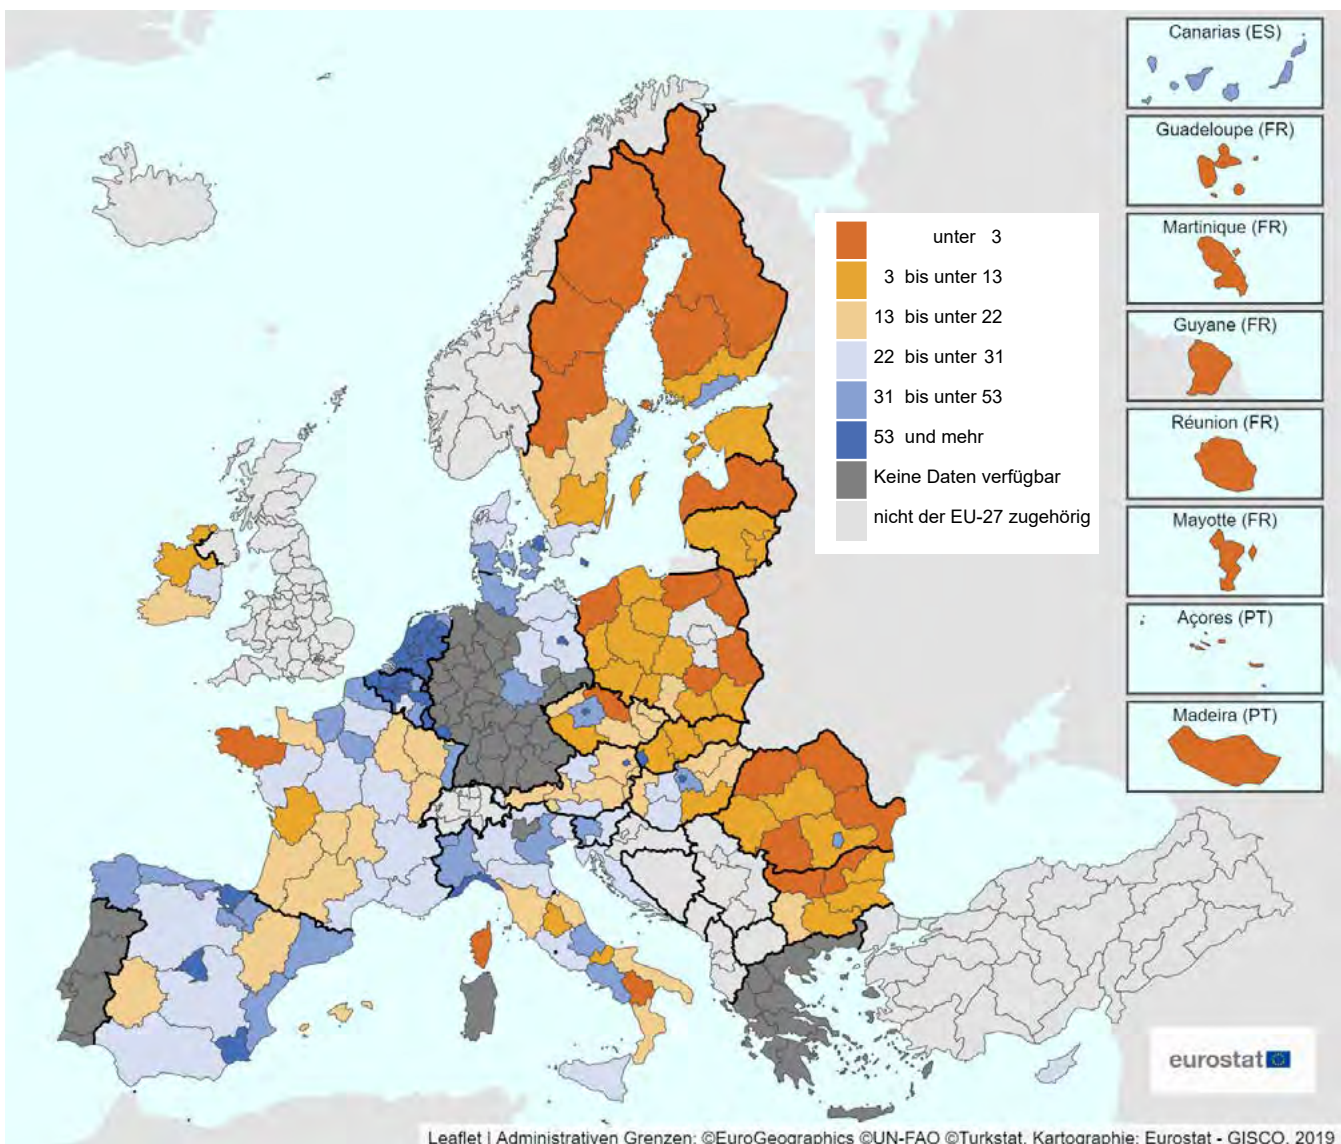 Canarias (ES)
Guadeloupe (FR)
Martinique (FR)
Guyane (FR)
Réunion (FR)
Mayotte (FR)
Açores (PT)
Madeira (PT)
unter 3
3 bis unter 13
13 bis unter 22
22 bis unter 31
31 bis unter 53
53 und mehr
Keine Daten verfügbar
nicht der EU-27 zugehörig
eurostat
Leaflet | Administrativen Grenzen: ©EuroGeographics ©UN-FAO ©Turkstat, Kartographie: Eurostat - GISCO, 2019